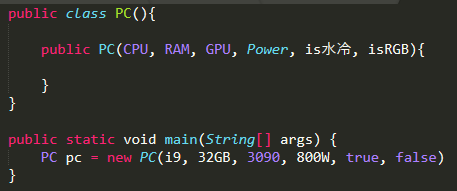 public class PC(){
public PC(CPU, RAM, GPU, Power, is水冷, isRGB){
}
}
public static void main(String[] args) {
PC pc = new PC(i9, 32GB, 3090, 800W, true, false)
}